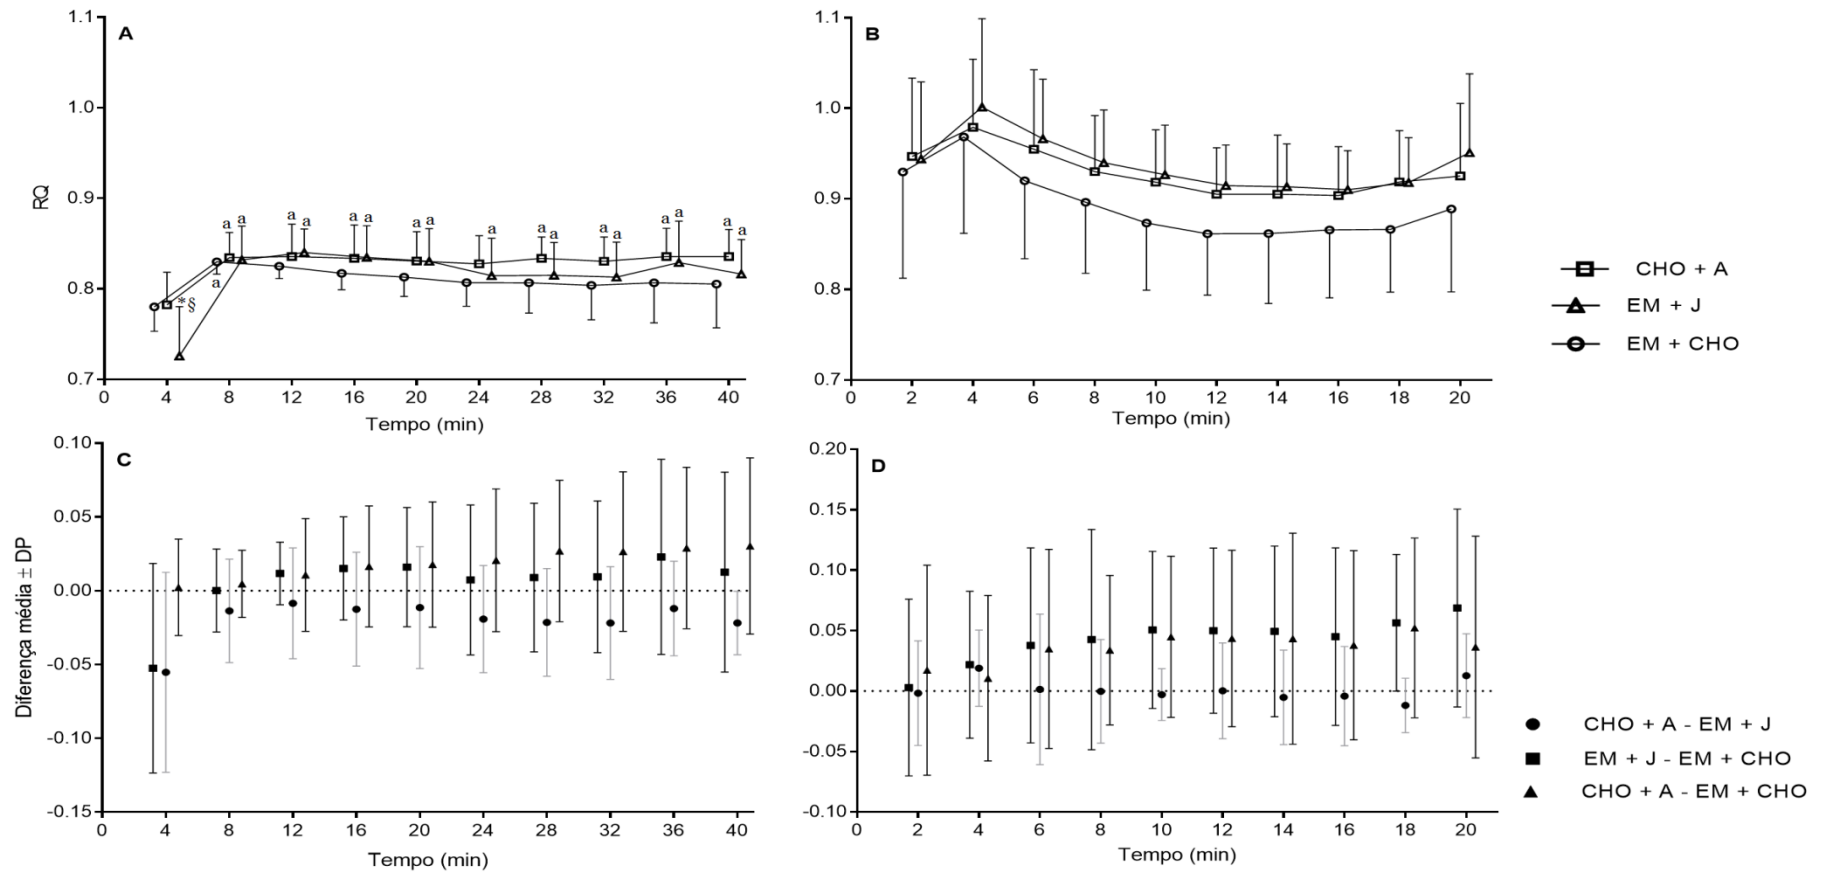 A
B
RQ
1.1
1.0
0.9
0.8
0.7
1.1
1.0
0.9
0.8
0.7
a a a a a a a a a a a a a a a a a
a
*§
0 4 8 12 16 20 24 28 32 36 40
Tempo (min)
0 2 4 6 8 10 12 14 16 18 20
Tempo (min)
CHO + A
EM + J
EM + CHO
C
D
Diferença média ± DP
0.10
0.05
0.00
-0.05
-0.10
-0.15
0.20
0.15
0.10
0.05
0.00
-0.05
-0.10
0 4 8 12 16 20 24 28 32 36 40
Tempo (min)
0 2 4 6 8 10 12 14 16 18 20
Tempo (min)
CHO + A - EM + J
EM + J - EM + CHO
CHO + A - EM + CHO